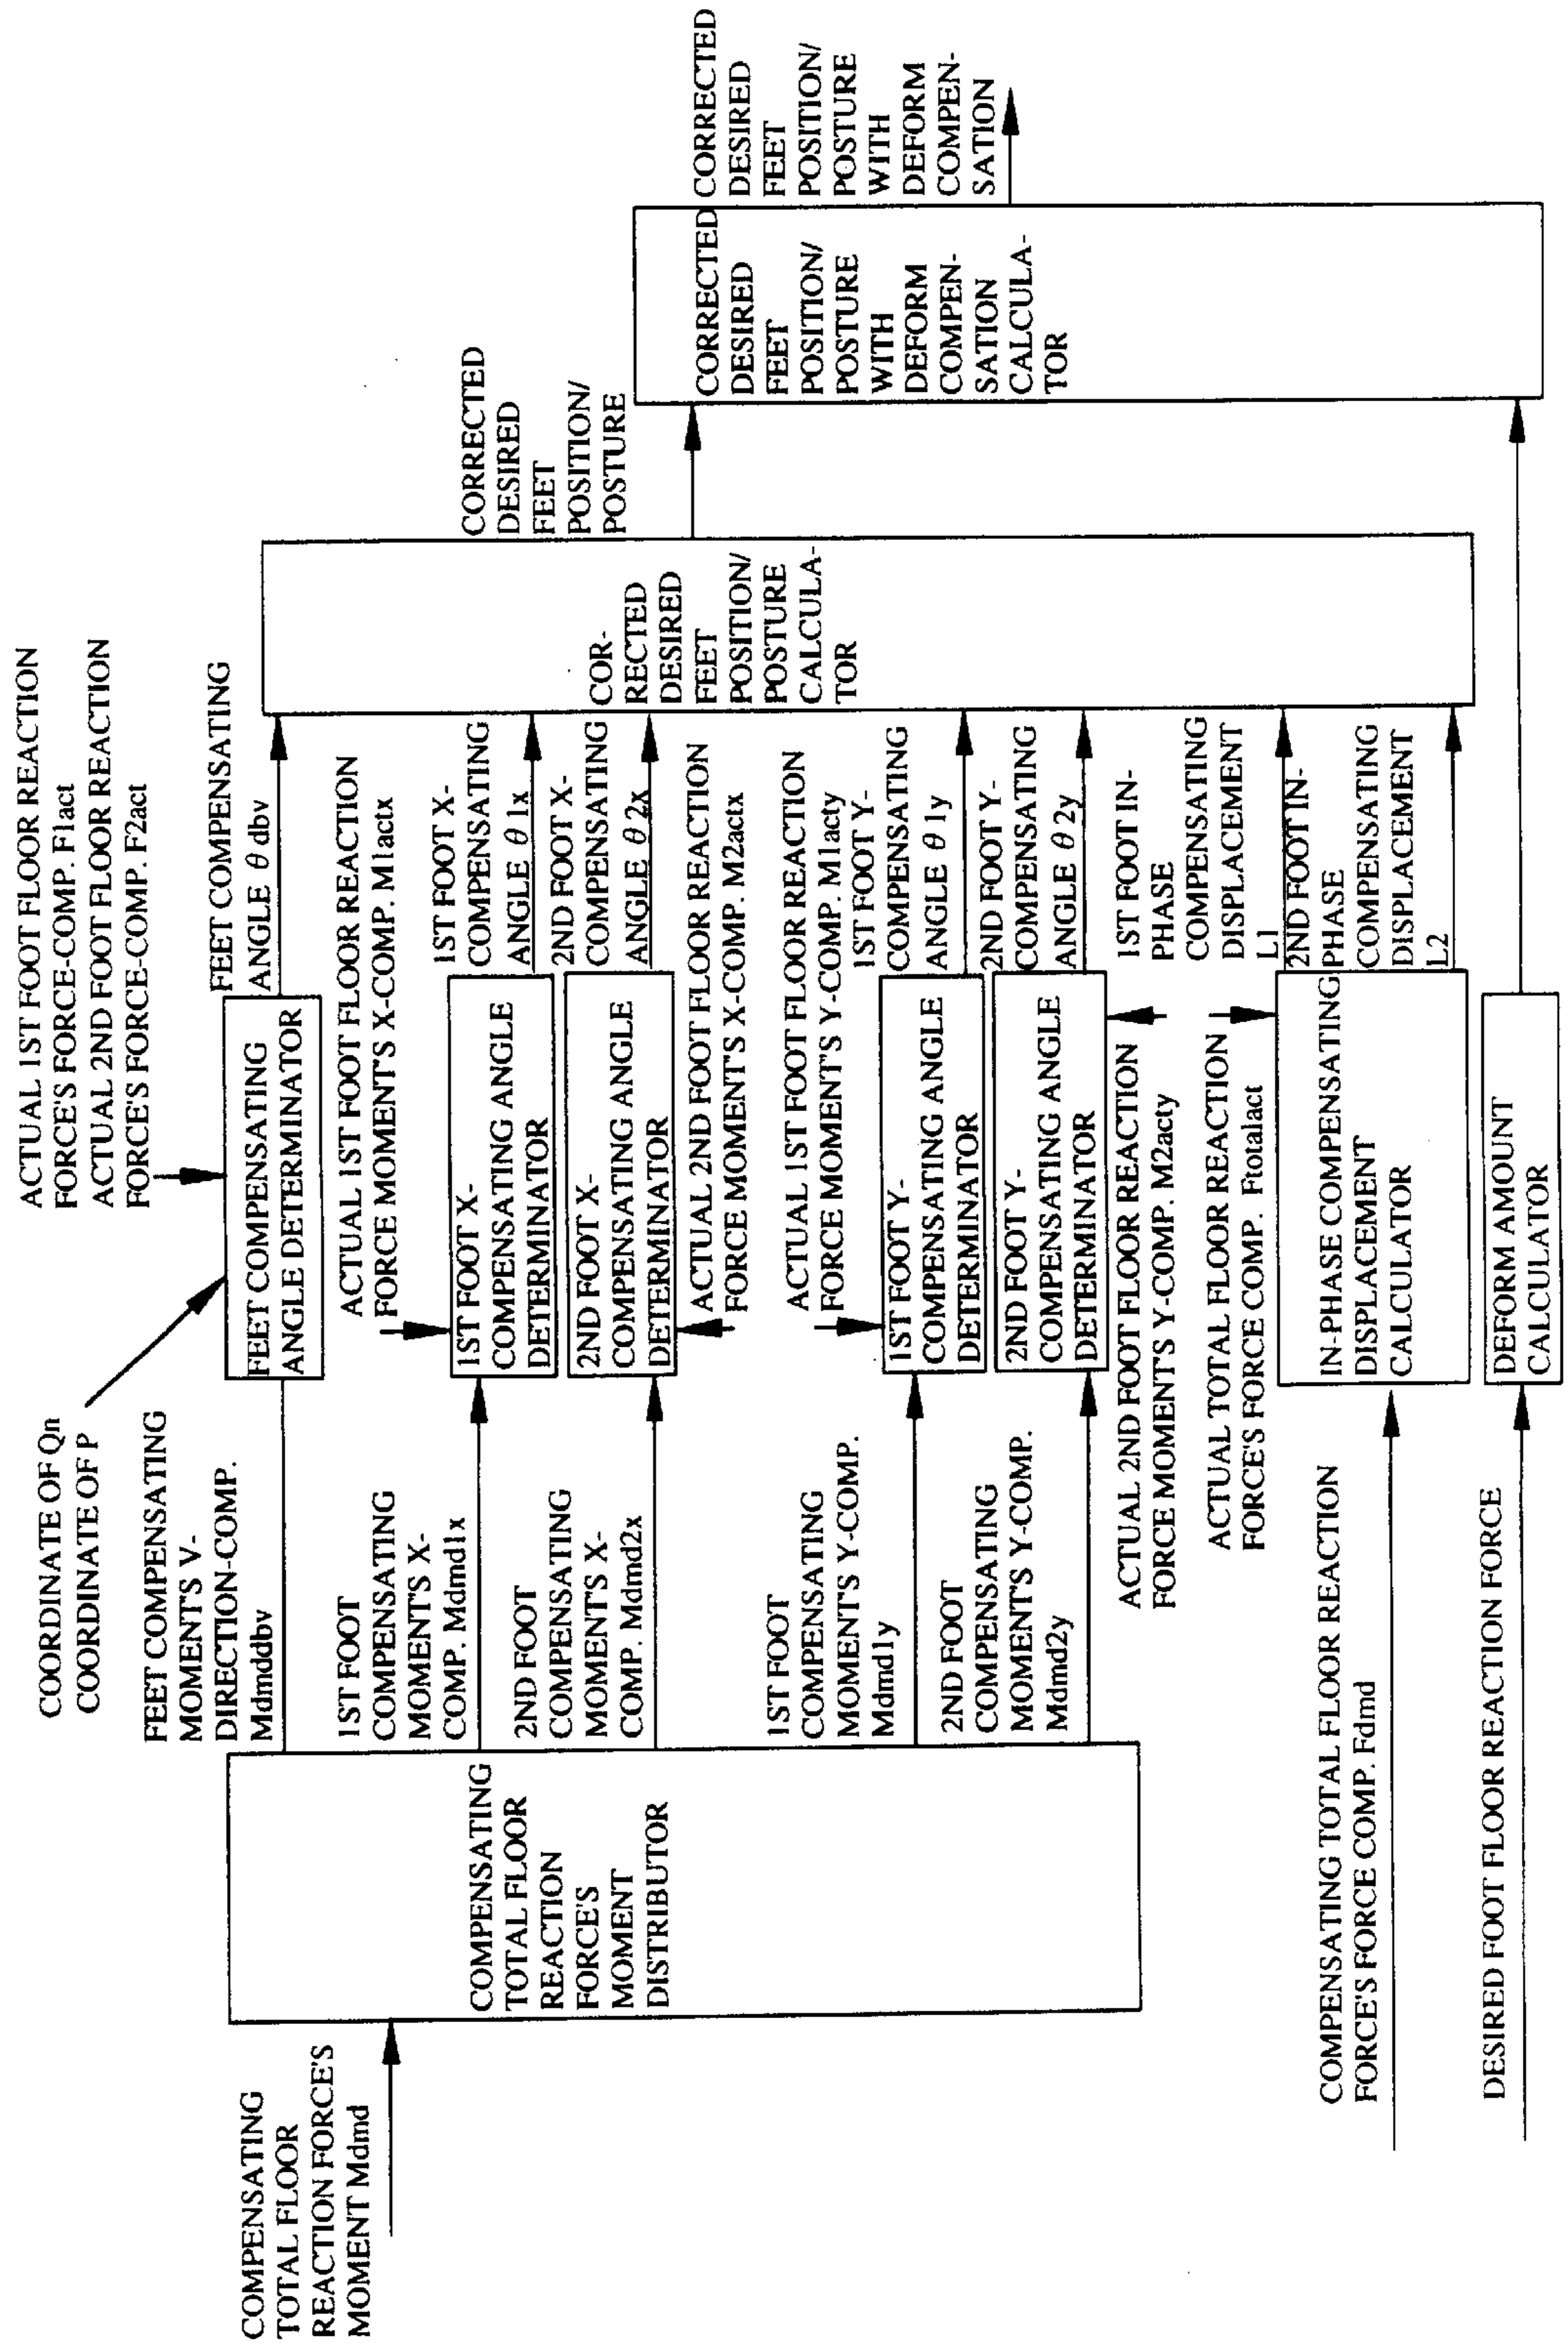 COMPENSATING
TOTAL FLOOR
REACTION FORCE'S
MOMENT Mdmd
COMPENSATING
TOTAL FLOOR
REACTION
FORCE'S
MOMENT
DISTRIBUTOR
COORDINATE OF Qn
COORDINATE OF P
FEET COMPENSATING
MOMENT'S V-
DIRECTION-COMP.
Mdmddbv
1ST FOOT
COMPENSATING
MOMENT'S X-
COMP. Mdmd1x
2ND FOOT
COMPENSATING
MOMENT'S X-
COMP. Mdmd2x
1ST FOOT
COMPENSATING
MOMENT'S Y-COMP.
Mdmd1y
2ND FOOT
COMPENSATING
MOMENT'S Y-COMP.
Mdmd2y
COMPENSATING TOTAL FLOOR REACTION
FORCE'S FORCE COMP. Fdmd
DESIRED FOOT FLOOR REACTION FORCE
ACTUAL 1ST FOOT FLOOR REACTION
FORCE'S FORCE-COMP. F1act
ACTUAL 2ND FOOT FLOOR REACTION
FORCE'S FORCE-COMP. F2act
FEET COMPENSATING
ANGLE DETERMINATOR
ACTUAL 1ST FOOT FLOOR REACTION
FORCE MOMENT'S X-COMP. M1actx
1ST FOOT X-
COMPENSATING ANGLE
DETERMINATOR
2ND FOOT X-
COMPENSATING ANGLE
DETERMINATOR
ACTUAL 2ND FOOT FLOOR REACTION
FORCE MOMENT'S X-COMP. M2actx
ACTUAL 1ST FOOT FLOOR REACTION
FORCE MOMENT'S Y-COMP. M1acty
1ST FOOT Y-
COMPENSATING ANGLE
DETERMINATOR
2ND FOOT Y-
COMPENSATING ANGLE
DETERMINATOR
ACTUAL 2ND FOOT FLOOR REACTION
FORCE MOMENT'S Y-COMP. M2acty
ACTUAL TOTAL FLOOR REACTION
FORCE'S FORCE COMP. Ftotalact
IN-PHASE COMPENSATING
DISPLACEMENT
CALCULATOR
DEFORM AMOUNT
CALCULATOR
FEET COMPENSATING
ANGLE θ dbv
1ST FOOT X-
COMPENSATING
ANGLE θ 1x
2ND FOOT X-
COMPENSATING
ANGLE θ 2x
1ST FOOT Y-
COMPENSATING
ANGLE θ 1y
2ND FOOT Y-
COMPENSATING
ANGLE θ 2y
1ST FOOT IN-
PHASE
COMPENSATING
DISPLACEMENT
L1
2ND FOOT IN-
PHASE
COMPENSATING
DISPLACEMENT
L2
COR-
RECTED
DESIRED
FEET
POSITION/
POSTURE
CALCULA-
TOR
CORRECTED
DESIRED
FEET
POSITION/
POSTURE
CORRECTED
DESIRED
FEET
POSITION/
POSTURE
WITH
DEFORM
COMPEN-
SATION
CALCULA-
TOR
CORRECTED
DESIRED
FEET
POSITION/
POSTURE
WITH
DEFORM
COMPEN-
SATION